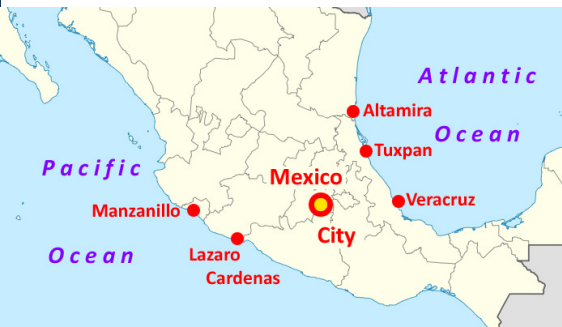 Atlantic
Ocean
Altamira
Tuxpan
Pacific
Ocean
Mexico
City
Veracruz
Manzanillo
Lazaro
Cardenas